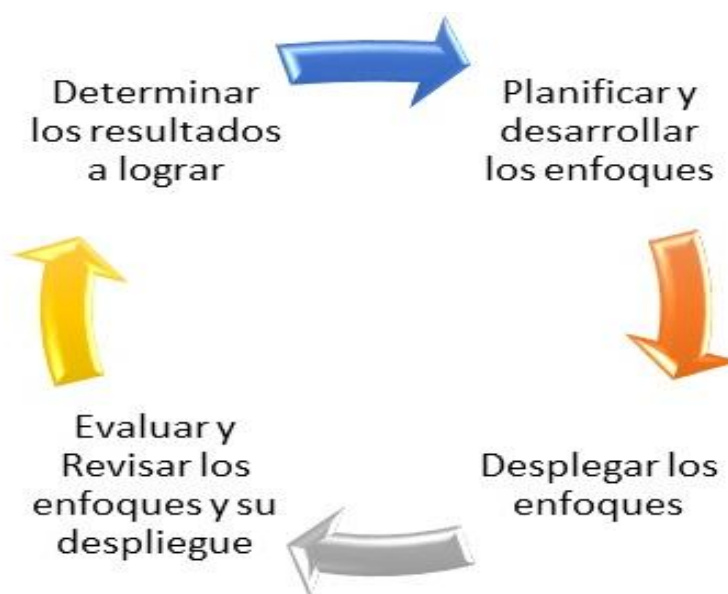 Determinar
los resultados
a lograr
Planificar y
desarrollar
los enfoques
Desplegar los
enfoques
Evaluar y
Revisar los
enfoques y su
despliegue